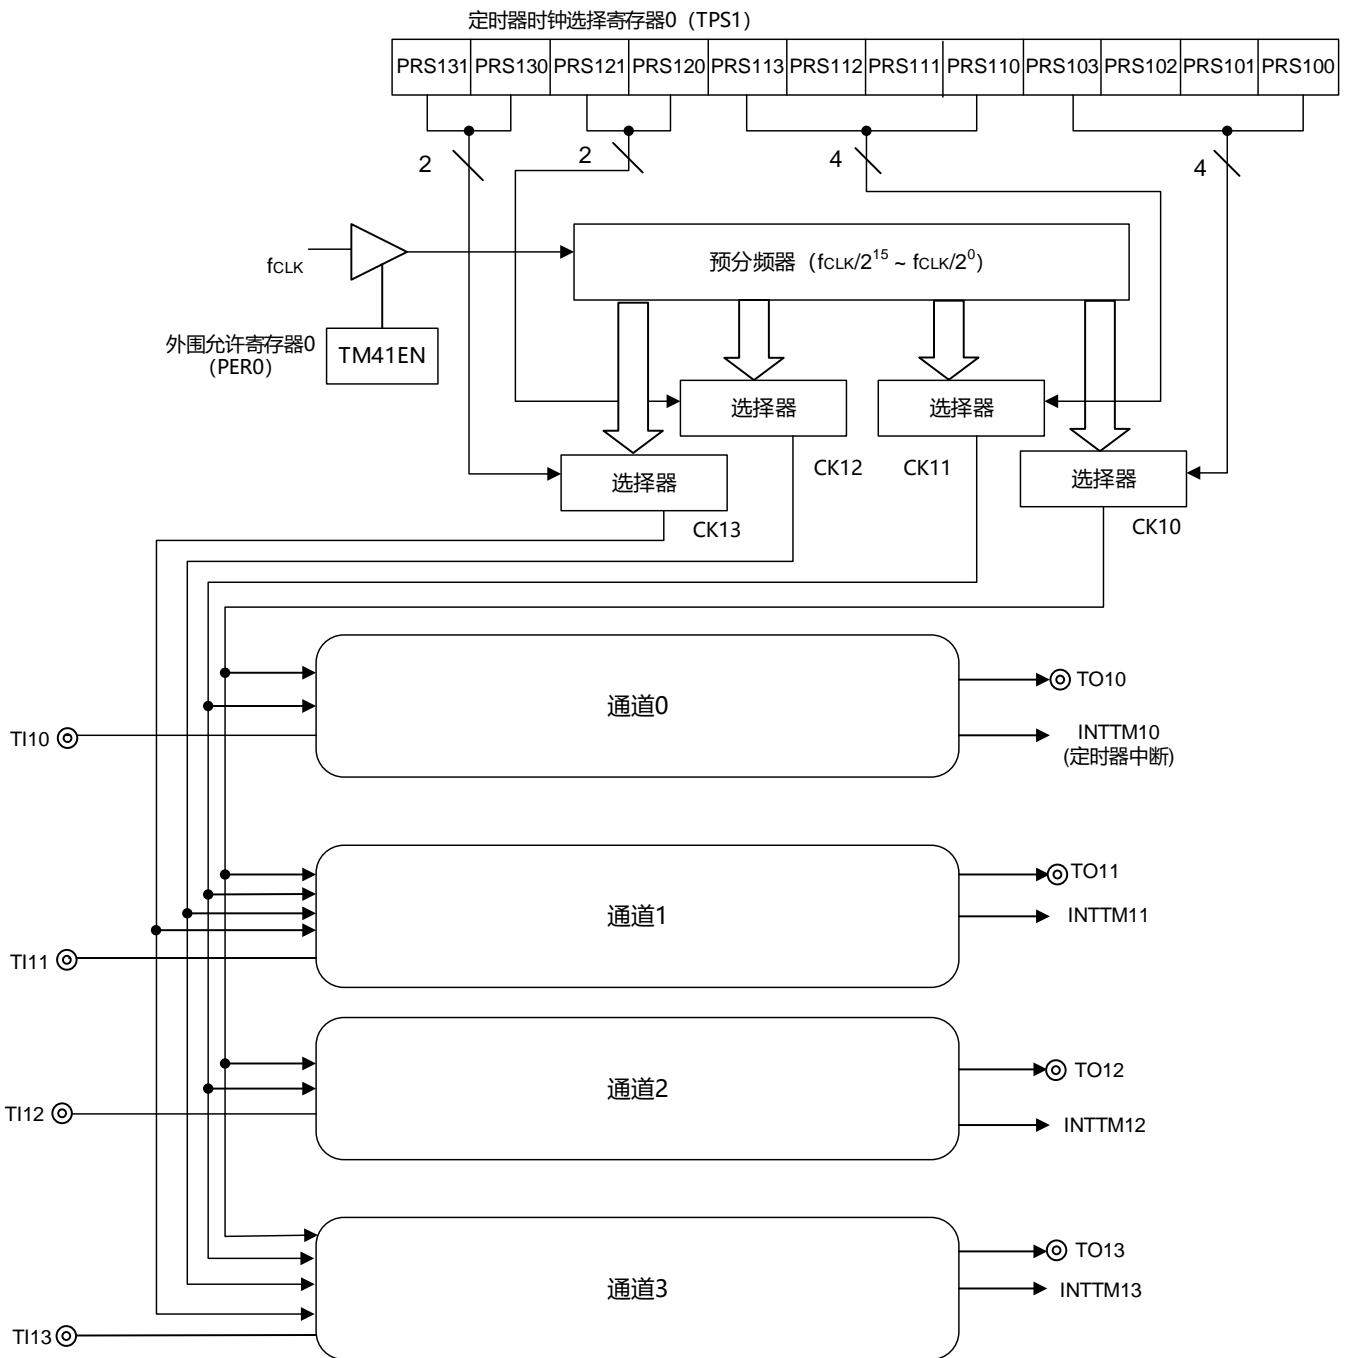 定时器时钟选择寄存器0（TPS1）
PRS131 PRS130 PRS121 PRS120 PRS113 PRS112 PRS111 PRS110 PRS103 PRS102 PRS101 PRS100
2 2 4 4
fCLK
预分频器（fCLK/2^15 ~ fCLK/2^0）
外围允许寄存器0
（PER0）
TM41EN
选择器 选择器
CK12 CK11
选择器 选择器
CK13 CK10
通道0
TO10
TI10
INTTM10
(定时器中断)
通道1
TO11
INTTM11
TI11
通道2
TO12
TI12
INTTM12
通道3
TO13
INTTM13
TI13